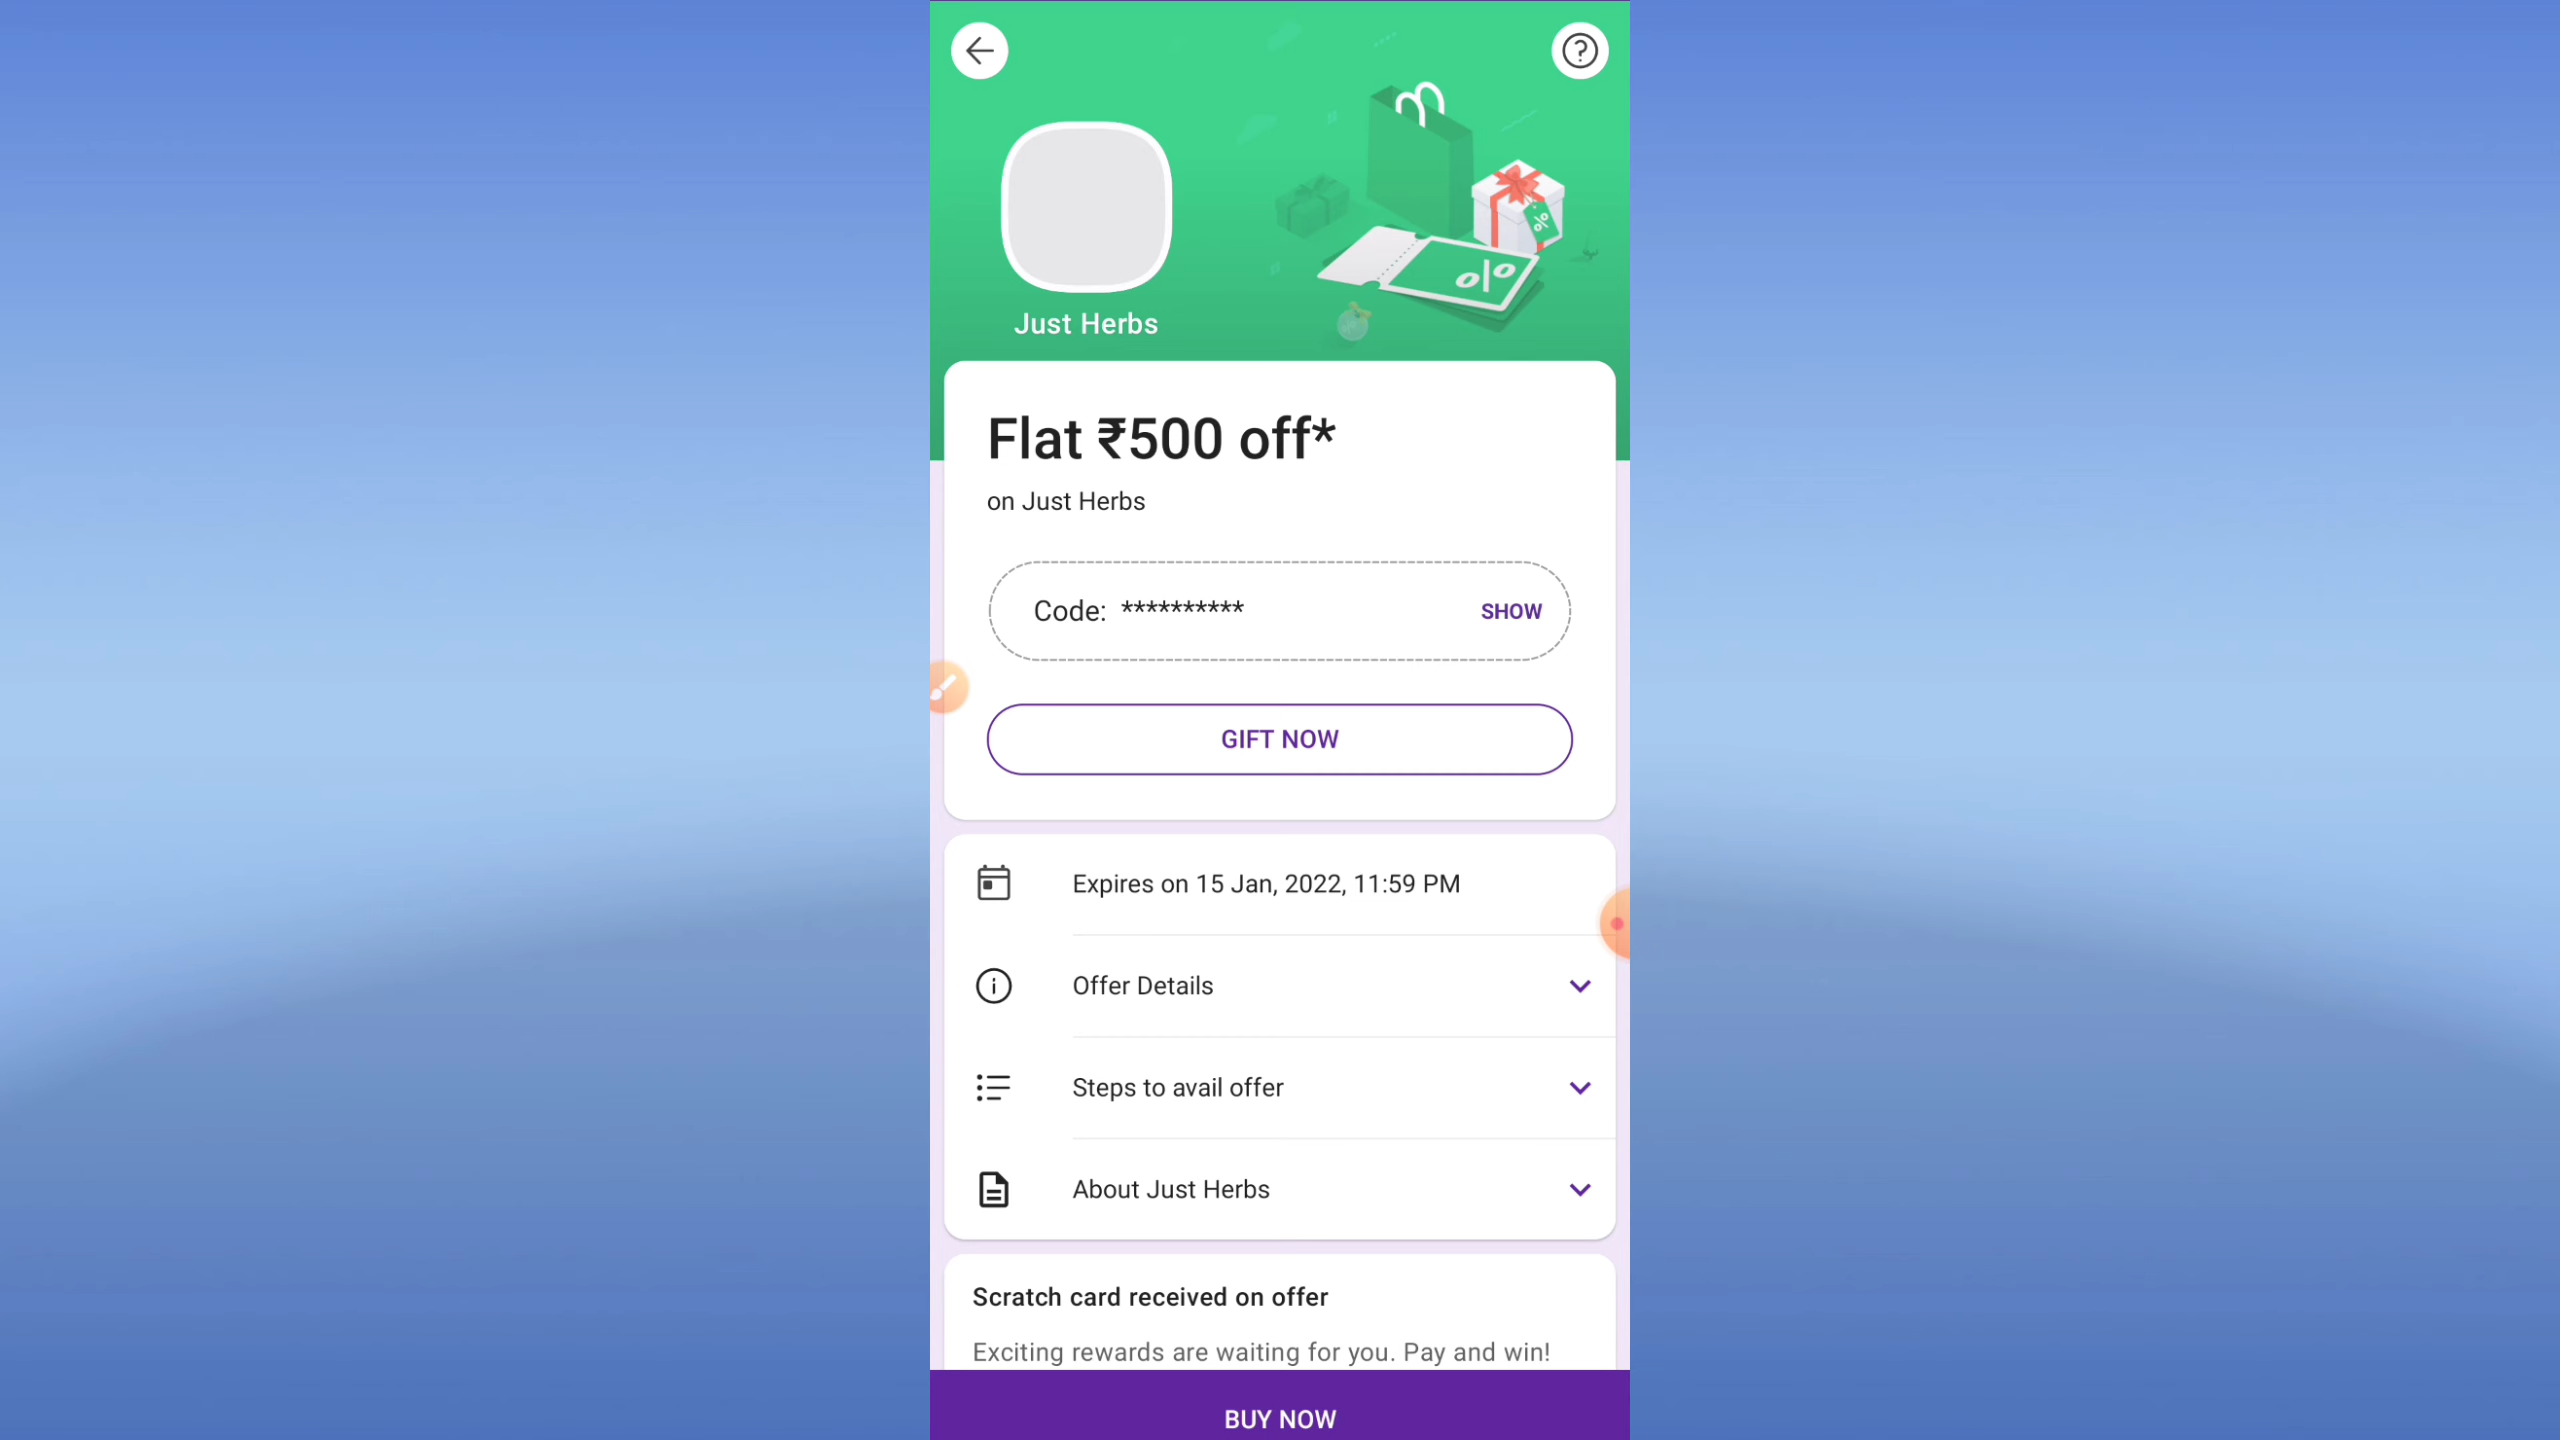 Just Herbs
Flat ₹500 off*
on Just Herbs
Code: ********** SHOW
GIFT NOW
Expires on 15 Jan, 2022, 11:59 PM
Offer Details
Steps to avail offer
About Just Herbs
Scratch card received on offer
Exciting rewards are waiting for you. Pay and win!
BUY NOW